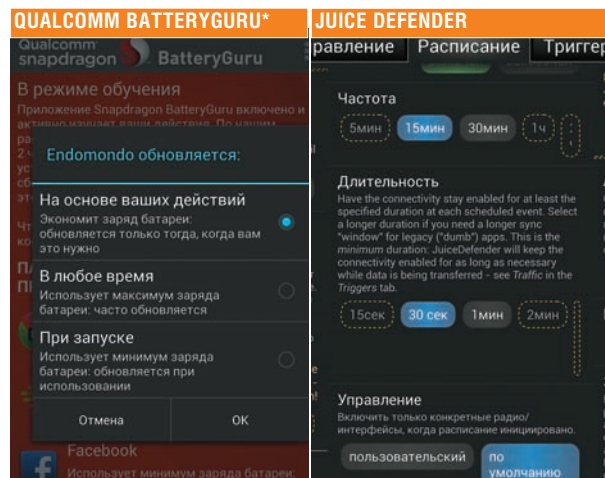 QUALCOMM BATTERYGURU*
Qualcomm
snapdragon BatteryGuru
В режиме обучения
Приложение Snapdragon BatteryGuru включено и
активно изучает ваши действия. По нашим
Endomondo обновляется:
На основе ваших действий
Экономит заряд батареи:
обновляется только тогда, когда вам
это нужно
В любое время
Использует максимум заряда
батареи: часто обновляется
При запуске
Использует минимум заряда
батареи: обновляется при
использовании
Отмена OK
Facebook
Использует минимум заряда батареи:
JUICE DEFENDER
равление Расписание Триггер
Частота
5мин 15мин 30мин 1ч
Длительность
Have the connectivity stay enabled for at least the
specified duration at each scheduled event. Select
a longer duration if you need a longer sync
"window" for legacy ("dumb") apps. This is the
minimum duration: JuiceDefender will keep the
connectivity enabled for as long as necessary
while data is being transferred - see Traffic in the
Triggers tab.
15сек 30 сек 1мин 2мин
Управление
Включить только конкретные радио/
интерфейсы, когда расписание инициировано.
пользовательский по
умолчанию